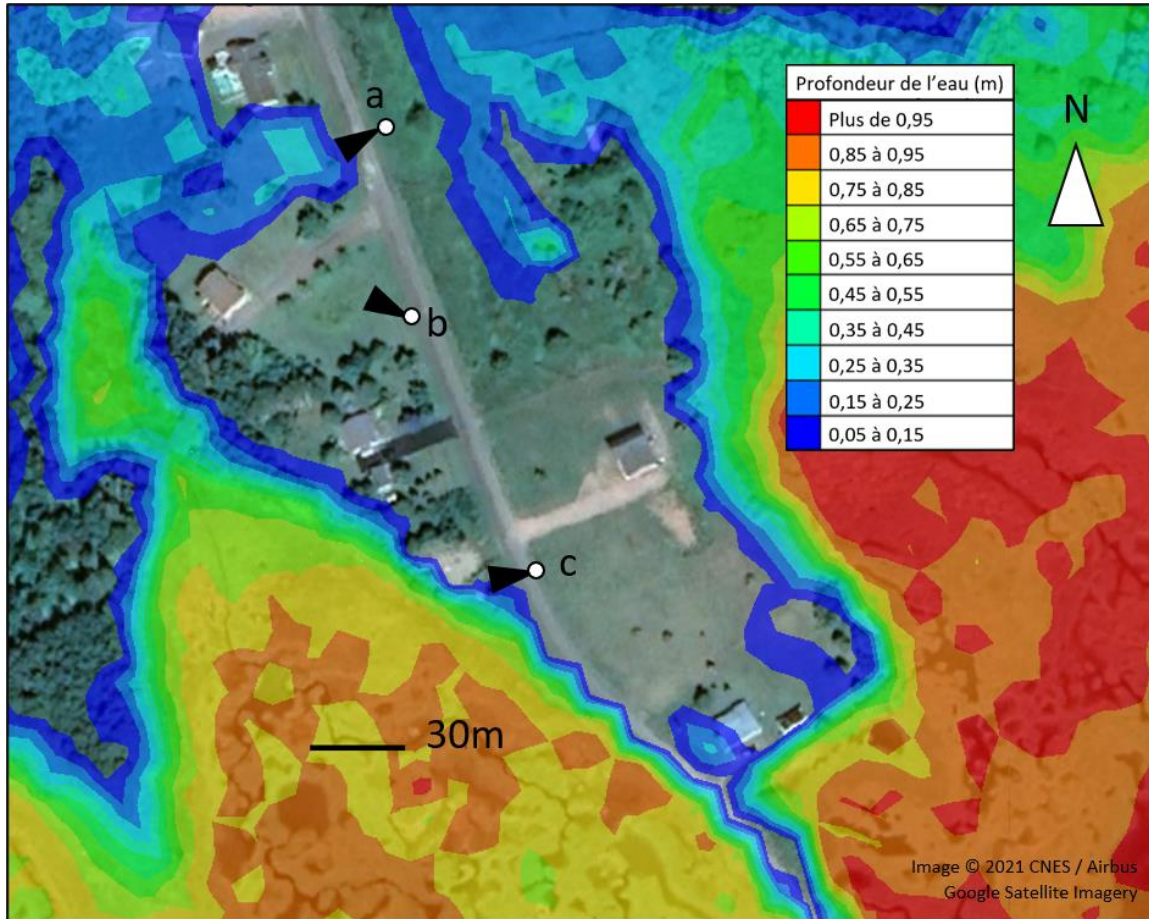 a
b
c
30m
Profondeur de l’eau (m)
Plus de 0,95
0,85 à 0,95
0,75 à 0,85
0,65 à 0,75
0,55 à 0,65
0,45 à 0,55
0,35 à 0,45
0,25 à 0,35
0,15 à 0,25
0,05 à 0,15
N
Image © 2021 CNES / Airbus
Google Satellite Imagery